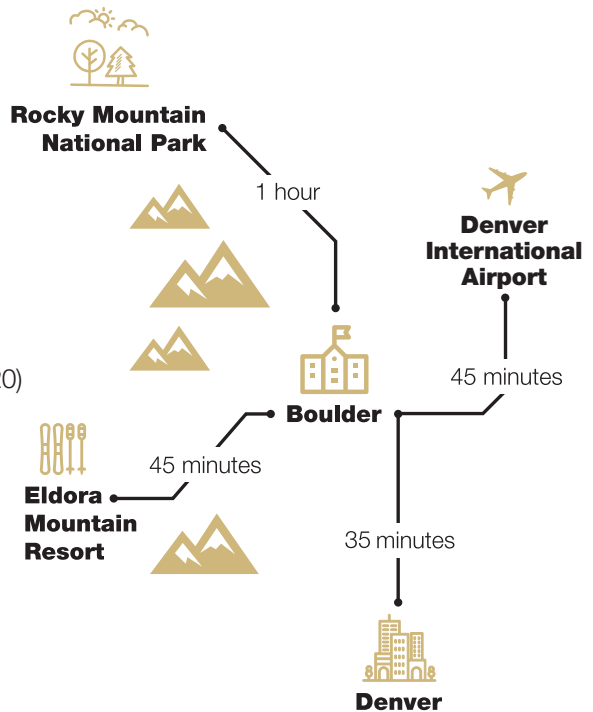 Rocky Mountain
National Park
1 hour
Denver
International
Airport
20)
45 minutes
Boulder
45 minutes
Eldora
Mountain
Resort
35 minutes
Denver